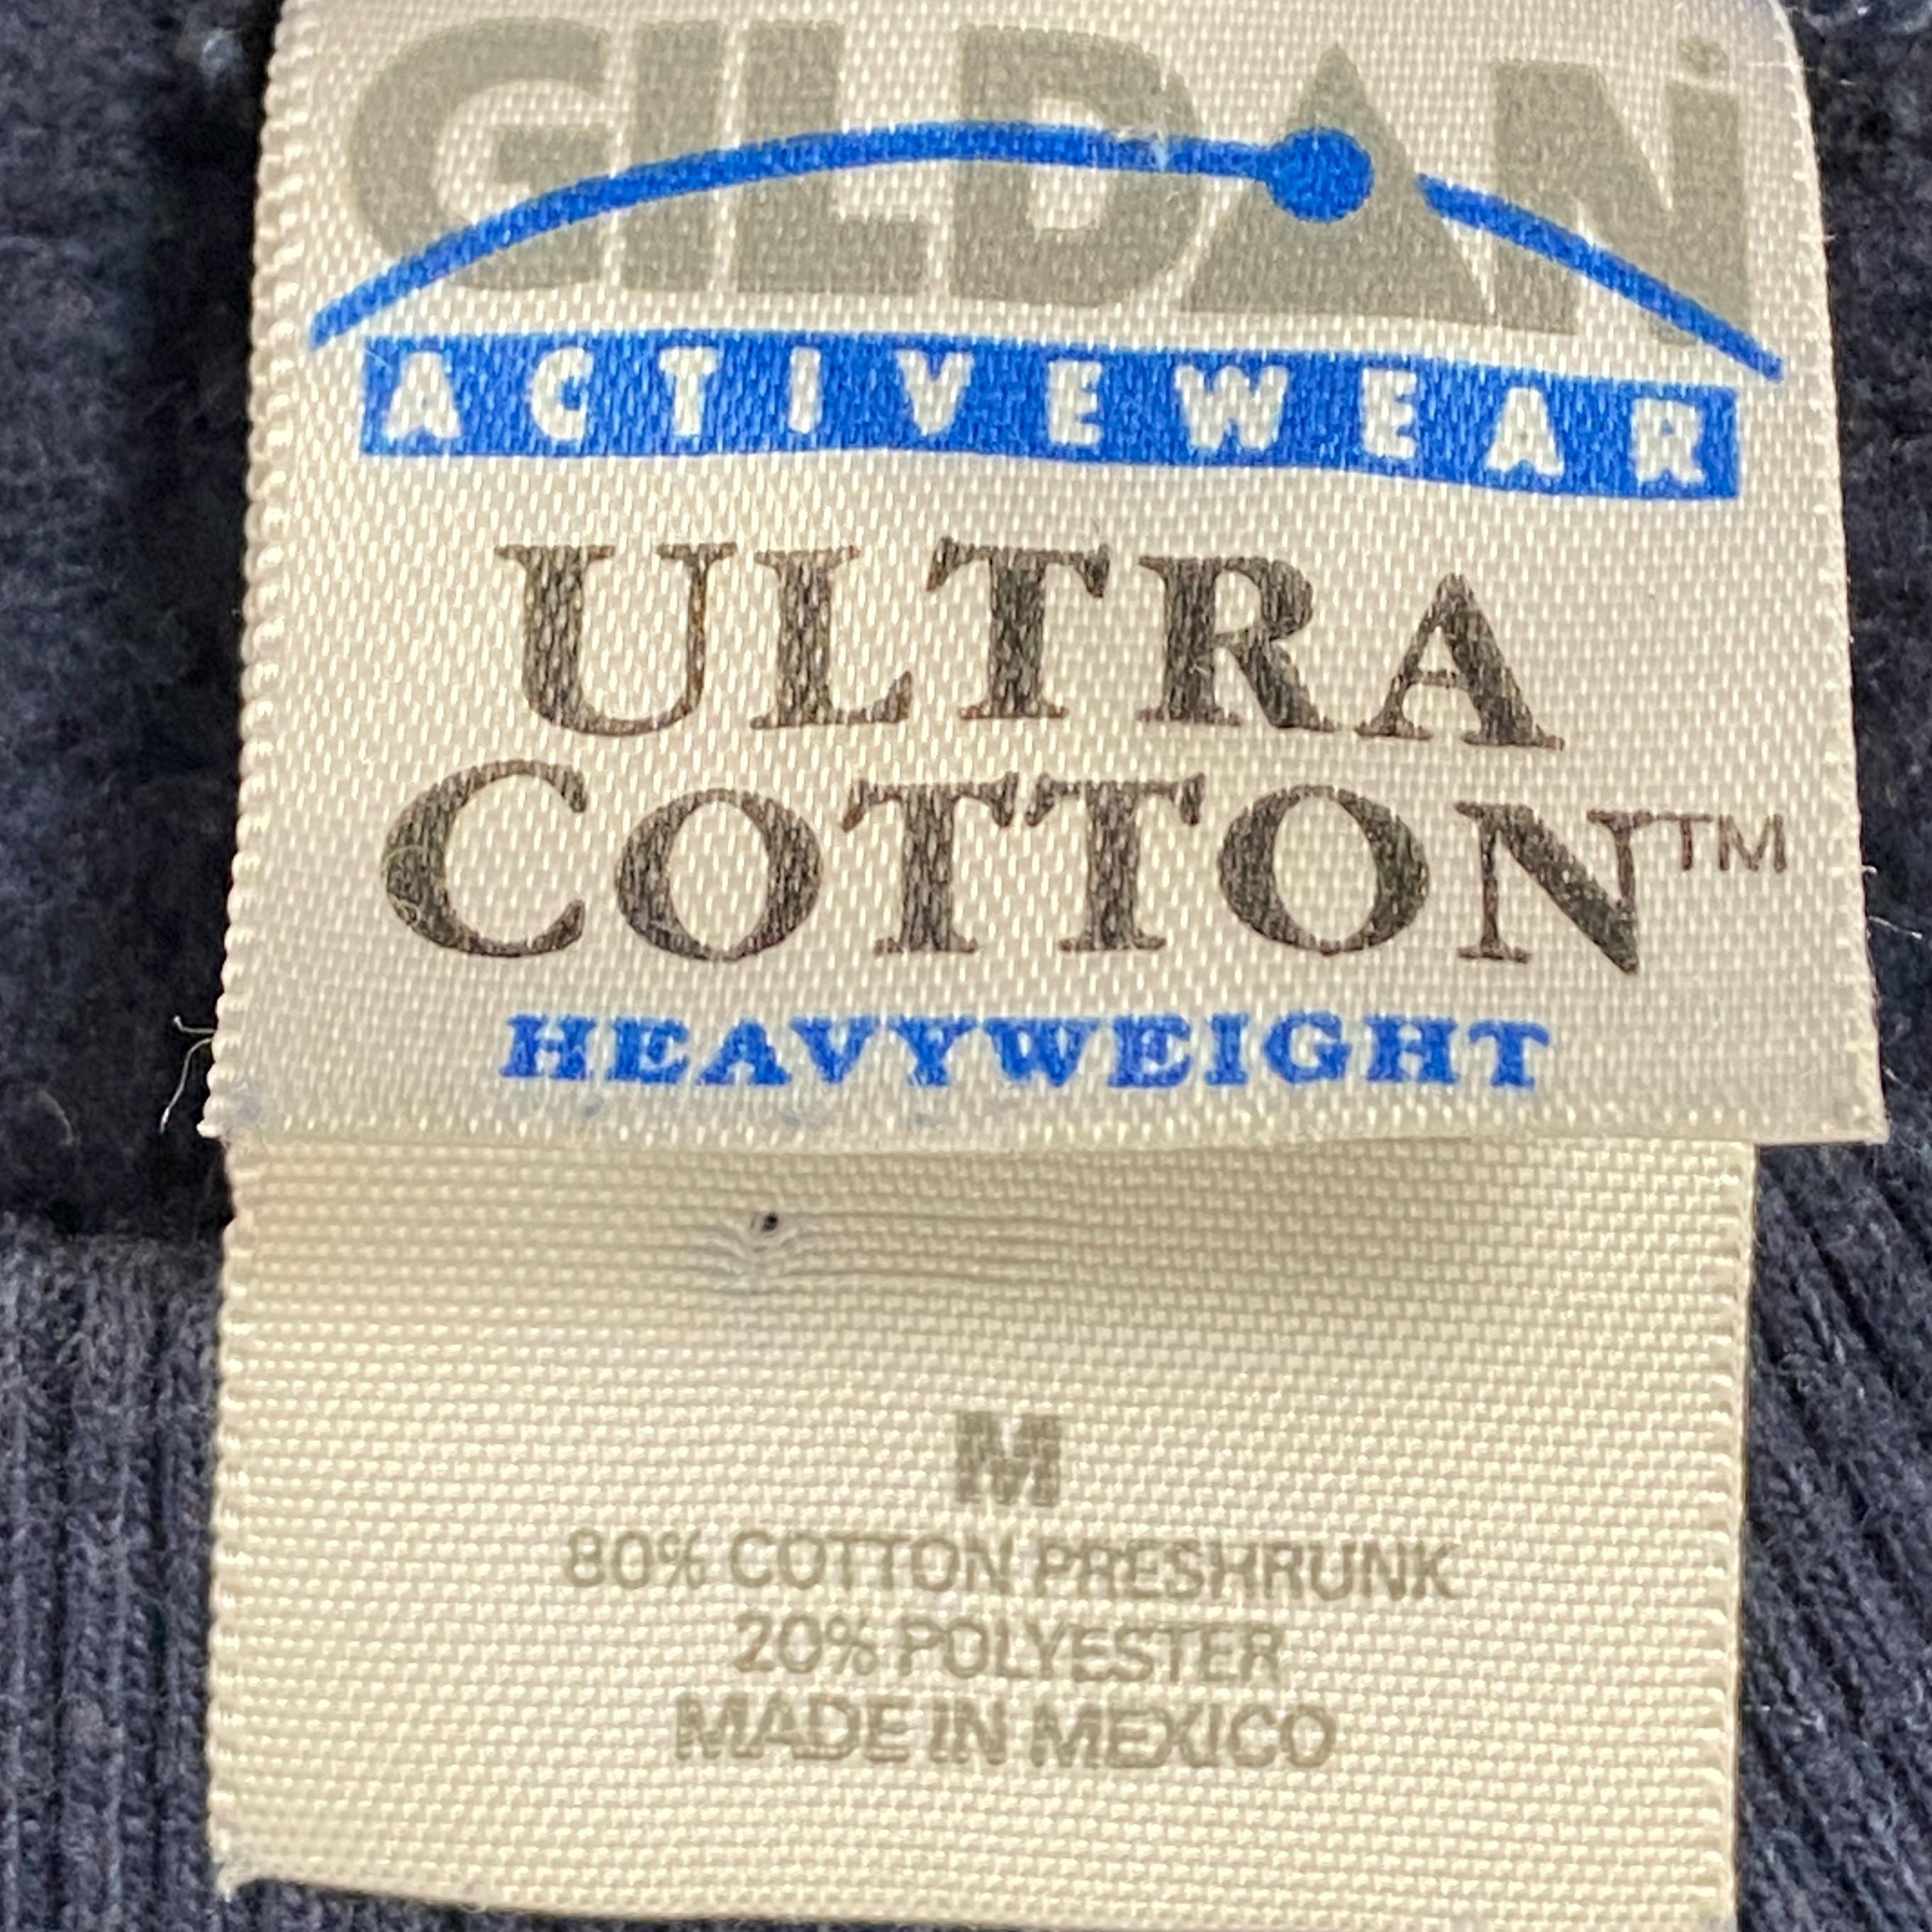 GILDAN®
ACTIVEWEAR
ULTRA
COTTON™
HEAVYWEIGHT
M
80% COTTON PRESHRUNK
20% POLYESTER
MADE IN MEXICO